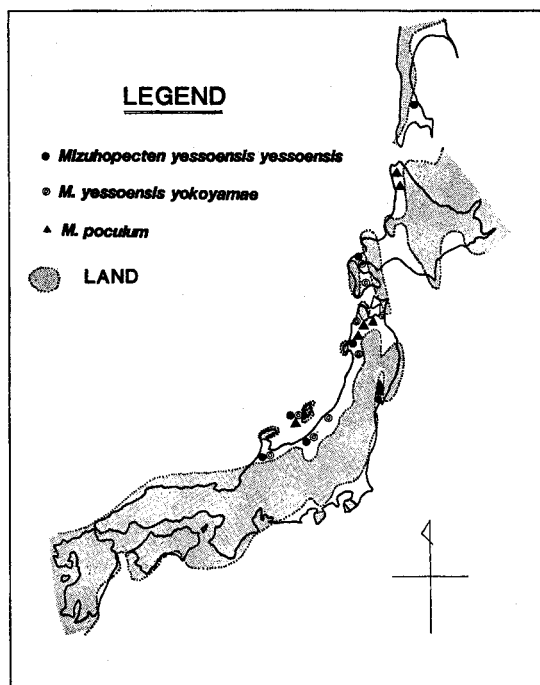 LEGEND
Mizuhopecten yessoensis yessoensis
M. yessoensis yokoyamae
M. poculum
LAND